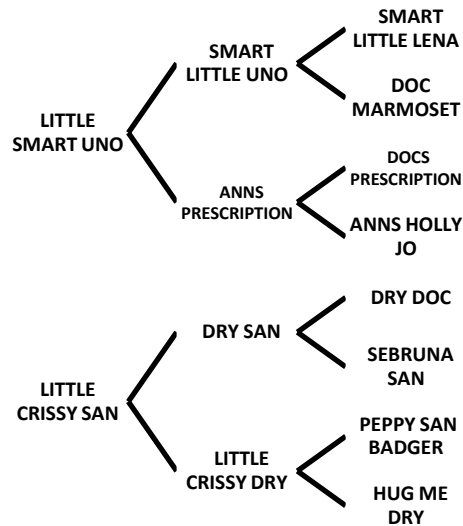 SMART
LITTLE LENA
SMART
LITTLE UNO
DOC
MARMOSET
LITTLE
SMART UNO
DOCS
PRESCRIPTION
ANNS
PRESCRIPTION
ANNS HOLLY
JO
DRY DOC
DRY SAN
SEBRUNA
SAN
LITTLE
CRISSY SAN
PEPPY SAN
BADGER
LITTLE
CRISSY DRY
HUG ME
DRY